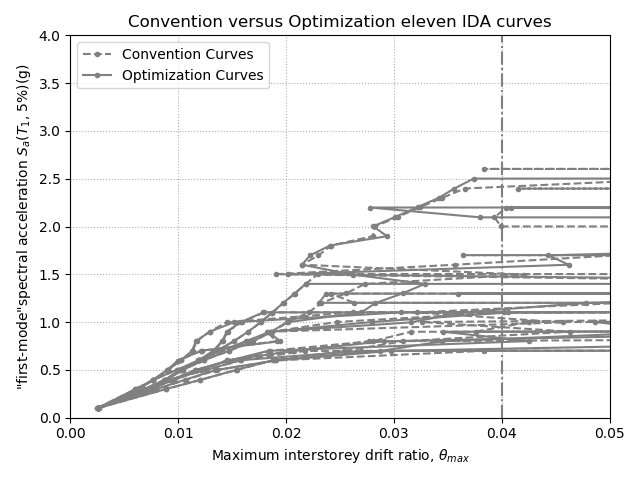 Convention versus Optimization eleven IDA curves
4.0
3.5
3.0
2.5
2.0
1.5
1.0
0.5
0.0
"first-mode"spectral acceleration Sₐ(T₁, 5%)(g)
Convention Curves
Optimization Curves
0.00 0.01 0.02 0.03 0.04 0.05
Maximum interstorey drift ratio, θₘₐₓ